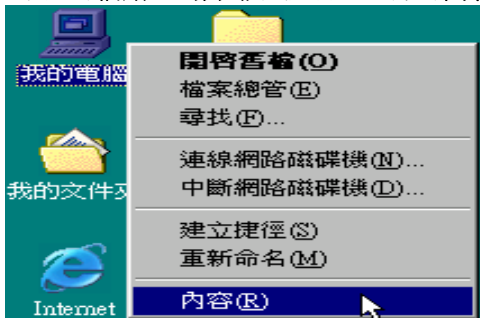 我的電腦
我的文件
Internet
開啟舊檔(O)
檔案總管(E)
尋找(F)...
連線網路磁碟機(N)...
中斷網路磁碟機(D)...
建立捷徑(S)
重新命名(M)
內容(R)